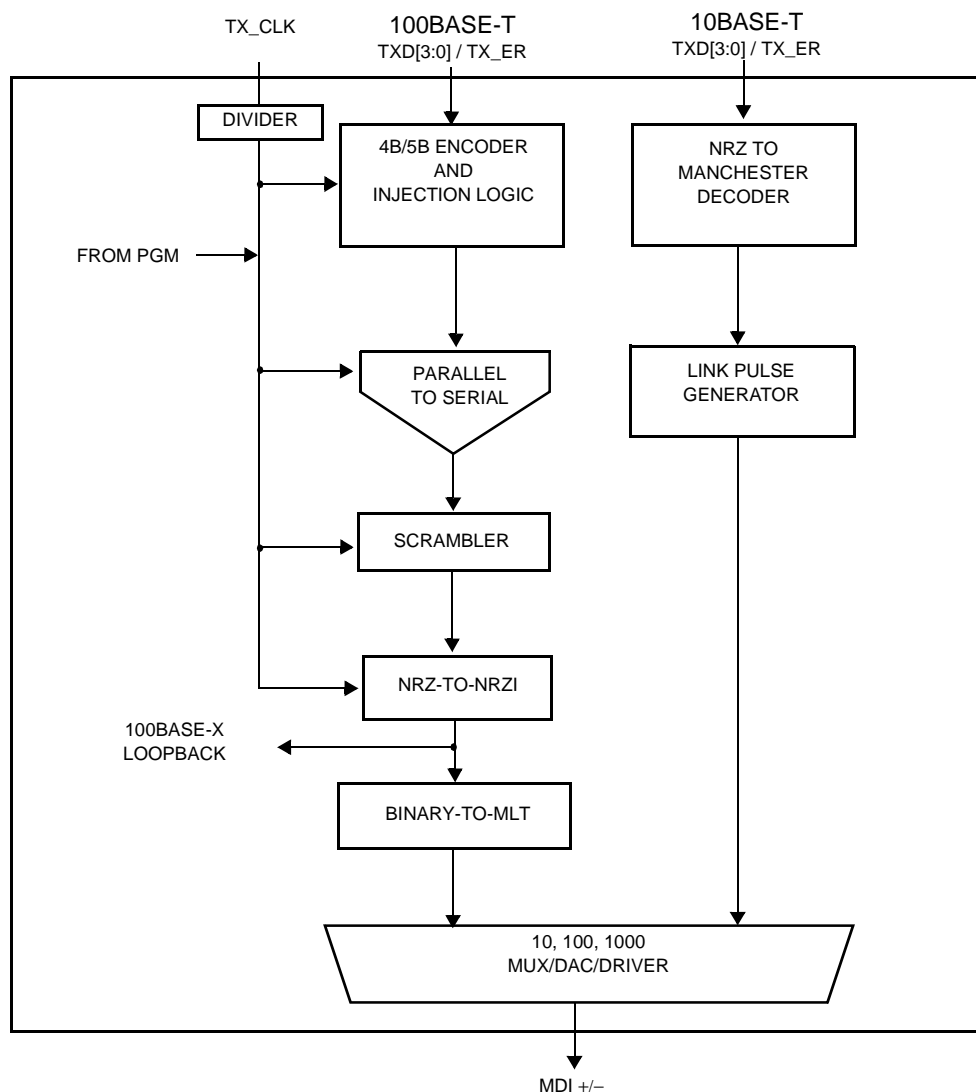 TX_CLK
100BASE-T
TXD[3:0] / TX_ER
10BASE-T
TXD[3:0] / TX_ER
DIVIDER
4B/5B ENCODER
AND
INJECTION LOGIC
NRZ TO
MANCHESTER
DECODER
FROM PGM
PARALLEL
TO SERIAL
LINK PULSE
GENERATOR
SCRAMBLER
NRZ-TO-NRZI
100BASE-X
LOOPBACK
BINARY-TO-MLT
10, 100, 1000
MUX/DAC/DRIVER
MDI +/−